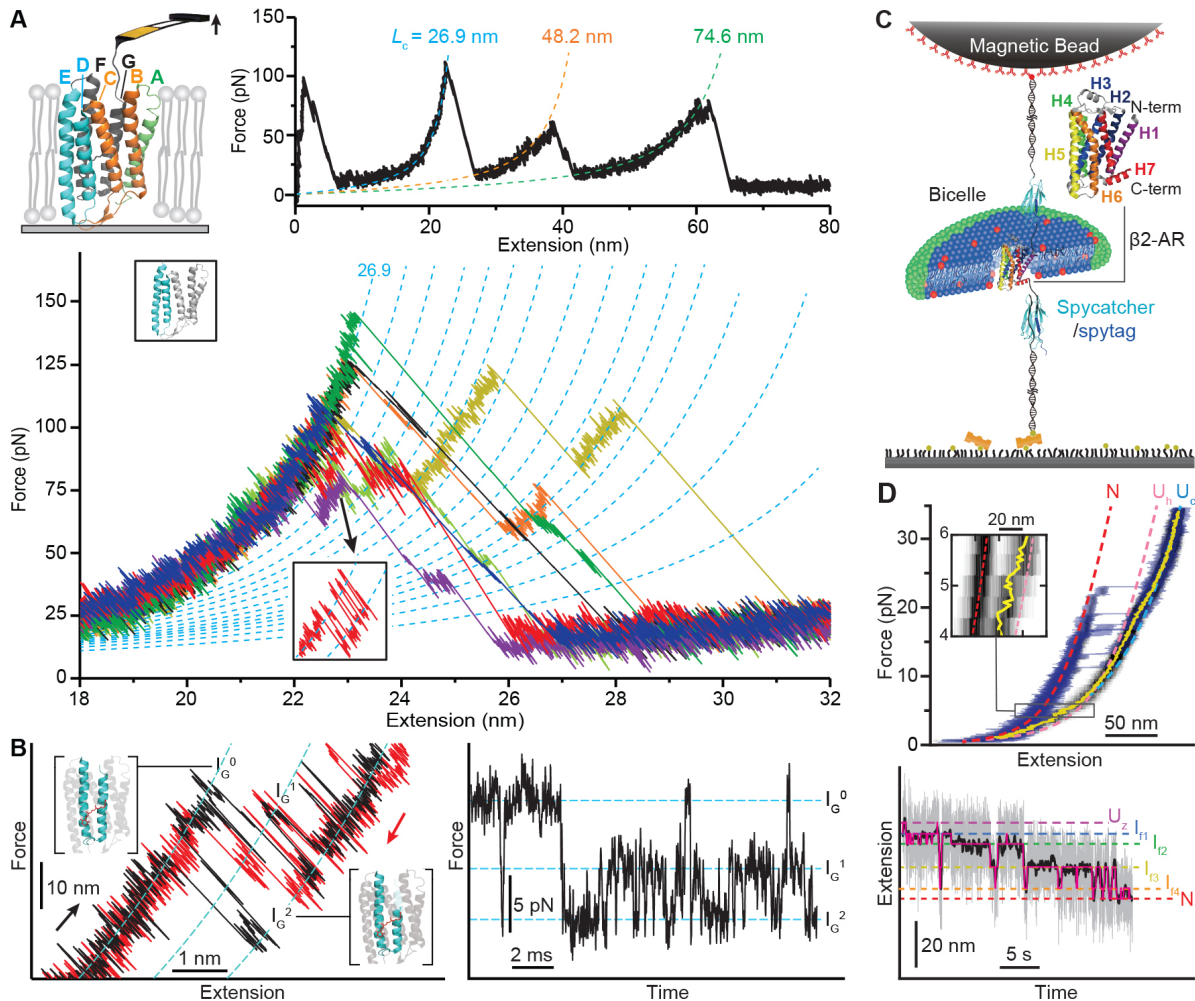 A
E D F C G B A
Force (pN)
150
100
50
0
Lc = 26.9 nm
48.2 nm
74.6 nm
0 20 40 60 80
Extension (nm)
Force (pN)
150
125
100
75
50
25
0
26.9
18 20 22 24 26 28 30 32
Extension (nm)
B
Force
10 nm
IG0
IG1
IG2
1 nm
Extension
Force
5 pN
2 ms
IG0
IG1
IG2
Time
C
Magnetic Bead
H3
H4
H2
N-term
H1
H5
H7
C-term
H6
Bicelle
β2-AR
Spycatcher
/spytag
D
N Uh Uc
20 nm
6
5
4
Force (pN)
30
20
10
0
50 nm
Extension
Extension
Uz
If1
If2
If3
If4
N
20 nm
5 s
Time